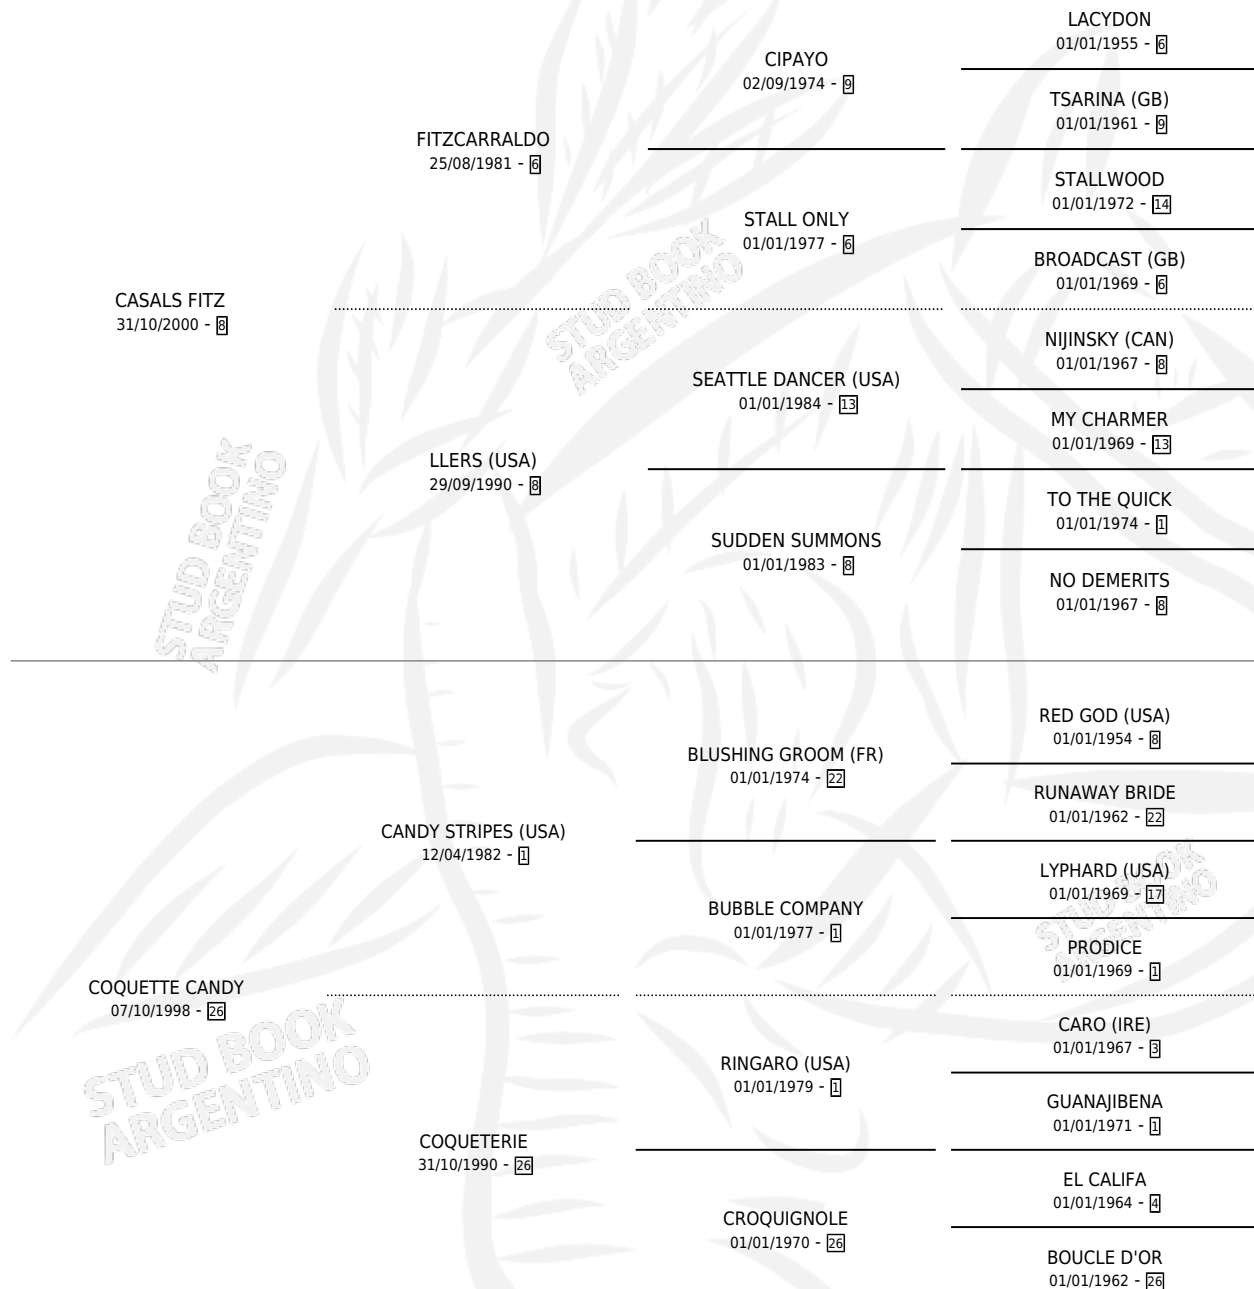 LACYDON
01/01/1955 - 6
CIPAYO
02/09/1974 - 9
TSARINA (GB)
01/01/1961 - 9
FITZCARRALDO
25/08/1981 - 6
STALLWOOD
01/01/1972 - 14
STALL ONLY
01/01/1977 - 6
BROADCAST (GB)
01/01/1969 - 6
CASALS FITZ
31/10/2000 - 8
STUD BOOK
ARGENTINO
NIJINSKY (CAN)
01/01/1967 - 8
SEATTLE DANCER (USA)
01/01/1984 - 13
MY CHARMER
01/01/1969 - 13
LLERS (USA)
29/09/1990 - 8
TO THE QUICK
01/01/1974 - 1
SUDDEN SUMMONS
01/01/1983 - 8
NO DEMERITS
01/01/1967 - 8
STUD BOOK
ARGENTINO
RED GOD (USA)
01/01/1954 - 8
BLUSHING GROOM (FR)
01/01/1974 - 22
RUNAWAY BRIDE
01/01/1962 - 22
CANDY STRIPES (USA)
12/04/1982 - 1
LYPHARD (USA)
01/01/1969 - 17
BUBBLE COMPANY
01/01/1977 - 1
STUD BOOK
ARGENTINO
PRODICE
01/01/1969 - 1
COQUETTE CANDY
07/10/1998 - 26
STUD BOOK
ARGENTINO
CARO (IRE)
01/01/1967 - 3
RINGARO (USA)
01/01/1979 - 1
GUANAJIBENA
01/01/1971 - 1
COQUETERIE
31/10/1990 - 26
EL CALIFA
01/01/1964 - 4
CROQUIGNOLE
01/01/1970 - 26
BOUCLE D'OR
01/01/1962 - 26